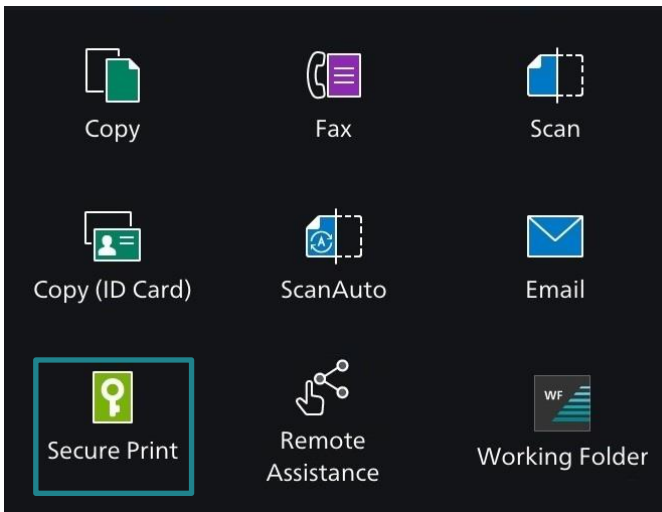 Copy
Fax
Scan
Copy (ID Card)
ScanAuto
Email
Secure Print
Remote
Assistance
WF
Working Folder